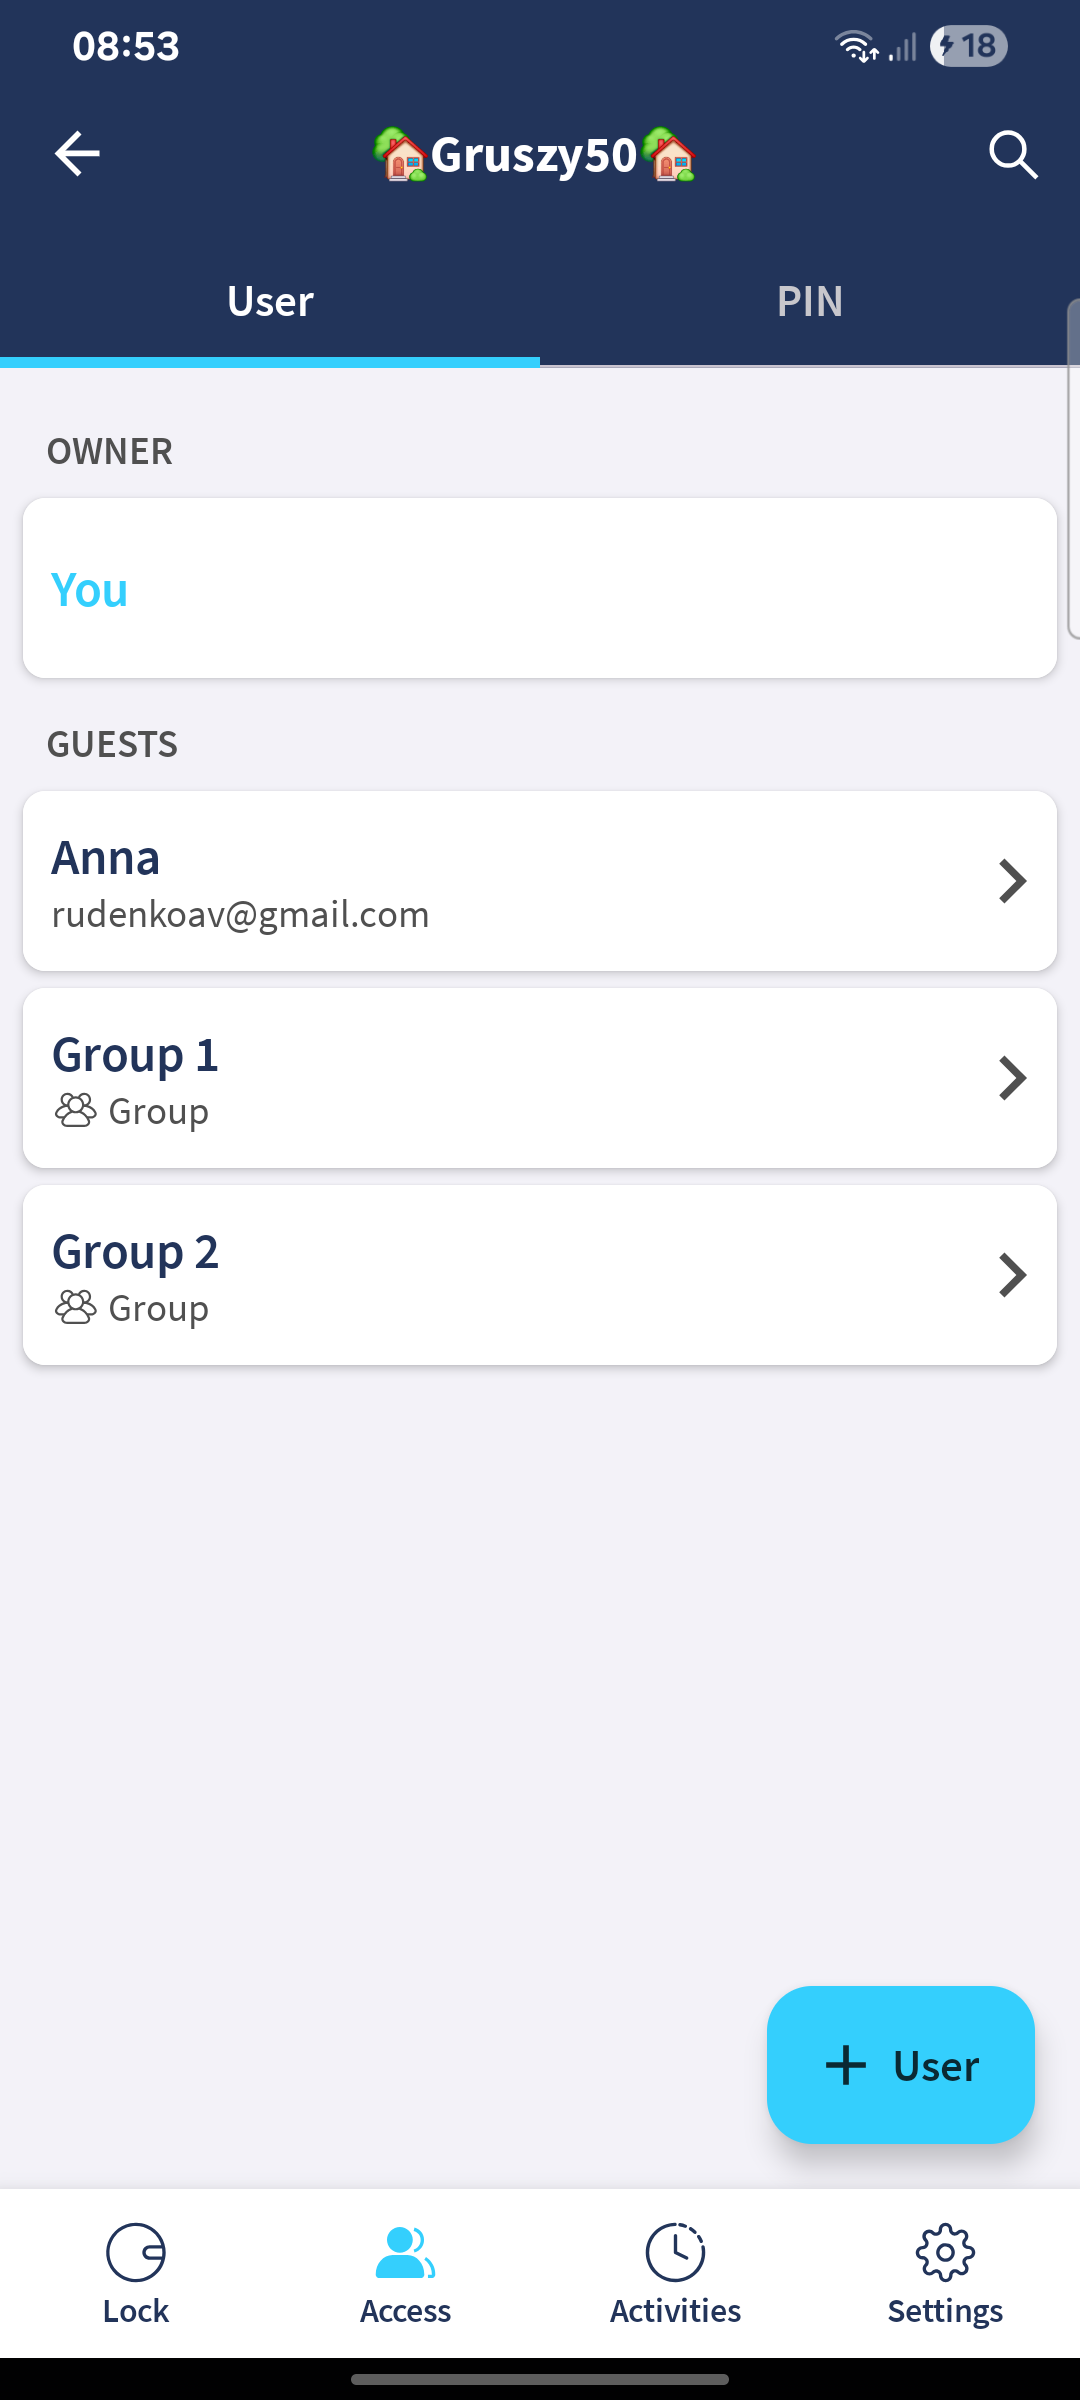 08:53
18
🏡Gruszy50🏡
User
PIN
OWNER
You
GUESTS
Anna
rudenkoav@gmail.com
Group 1
Group
Group 2
Group
+ User
Lock
Access
Activities
Settings